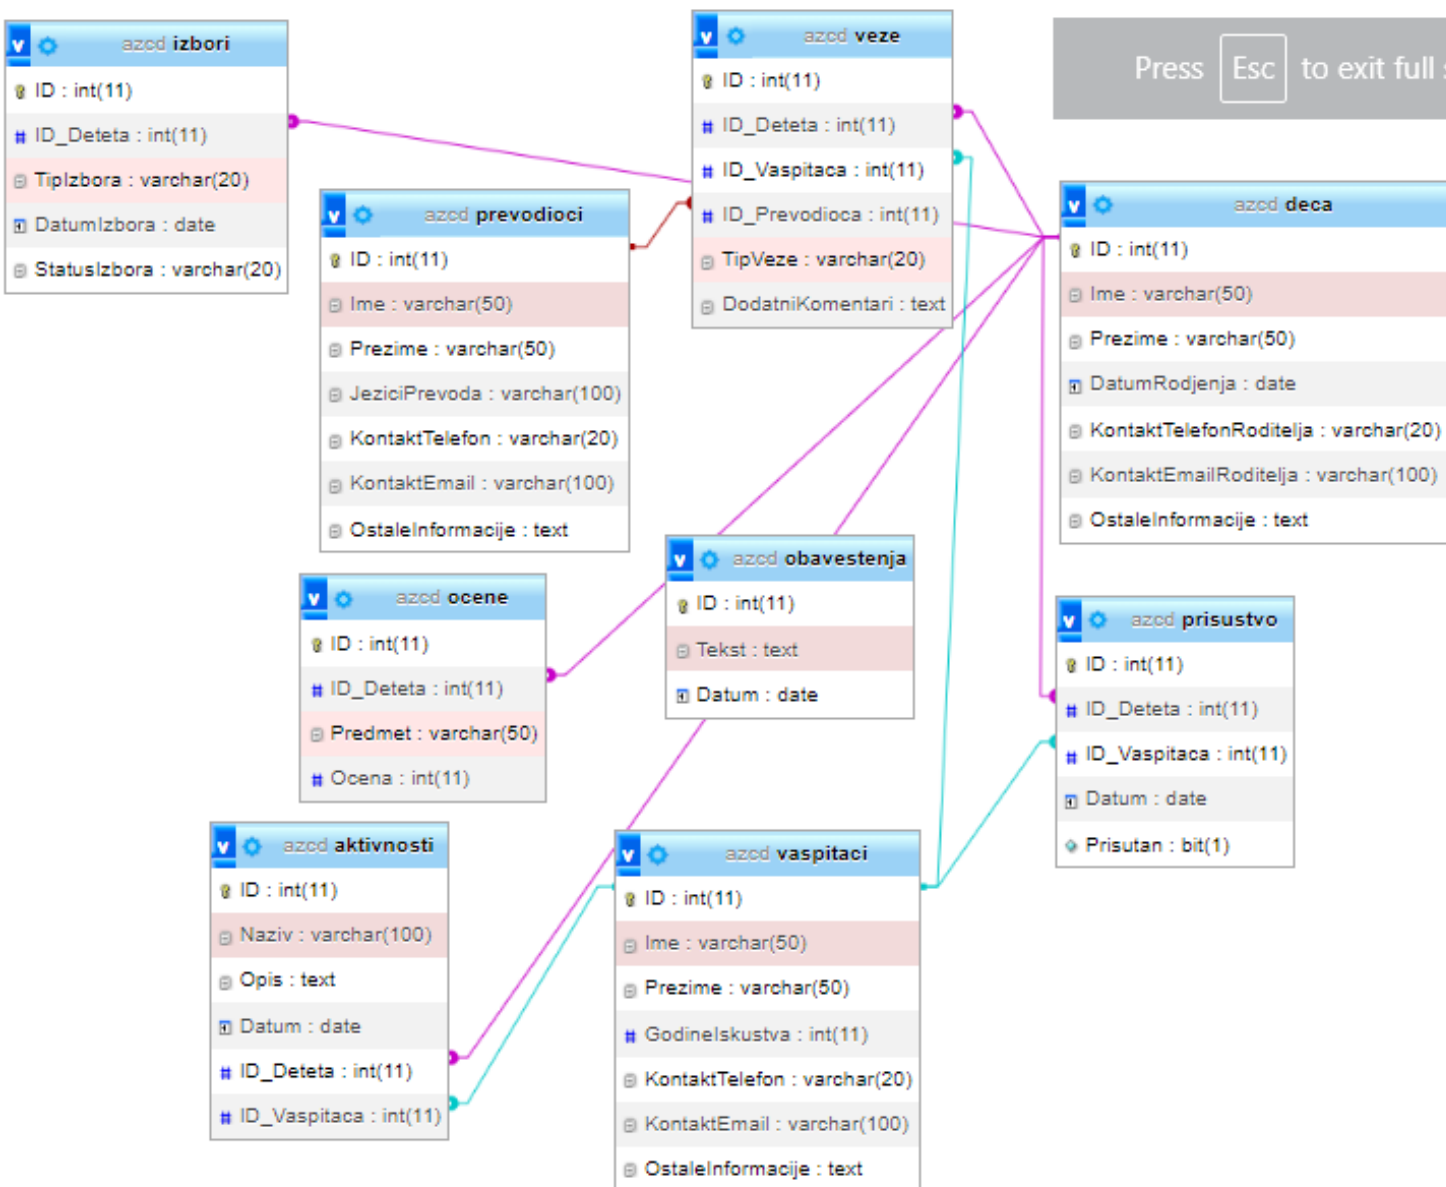 azcd izbori
ID : int(11)
ID_Deteta : int(11)
TipIzbora : varchar(20)
DatumIzbora : date
StatusIzbora : varchar(20)
azcd veze
ID : int(11)
ID_Deteta : int(11)
ID_Vaspitaca : int(11)
ID_Prevodioca : int(11)
TipVeze : varchar(20)
DodatniKomentari : text
Press Esc to exit full s
azcd prevodioci
ID : int(11)
Ime : varchar(50)
Prezime : varchar(50)
JeziciPrevoda : varchar(100)
KontaktTelefon : varchar(20)
KontaktEmail : varchar(100)
OstaleInformacije : text
azcd deca
ID : int(11)
Ime : varchar(50)
Prezime : varchar(50)
DatumRodjenja : date
KontaktTelefonRoditelja : varchar(20)
KontaktEmailRoditelja : varchar(100)
OstaleInformacije : text
azcd obavestenja
ID : int(11)
Tekst : text
Datum : date
azcd ocene
ID : int(11)
ID_Deteta : int(11)
Predmet : varchar(50)
Ocena : int(11)
azcd prisustvo
ID : int(11)
ID_Deteta : int(11)
ID_Vaspitaca : int(11)
Datum : date
Prisutan : bit(1)
azcd aktivnosti
ID : int(11)
Naziv : varchar(100)
Opis : text
Datum : date
ID_Deteta : int(11)
ID_Vaspitaca : int(11)
azcd vaspitaci
ID : int(11)
Ime : varchar(50)
Prezime : varchar(50)
GodineIskustva : int(11)
KontaktTelefon : varchar(20)
KontaktEmail : varchar(100)
OstaleInformacije : text